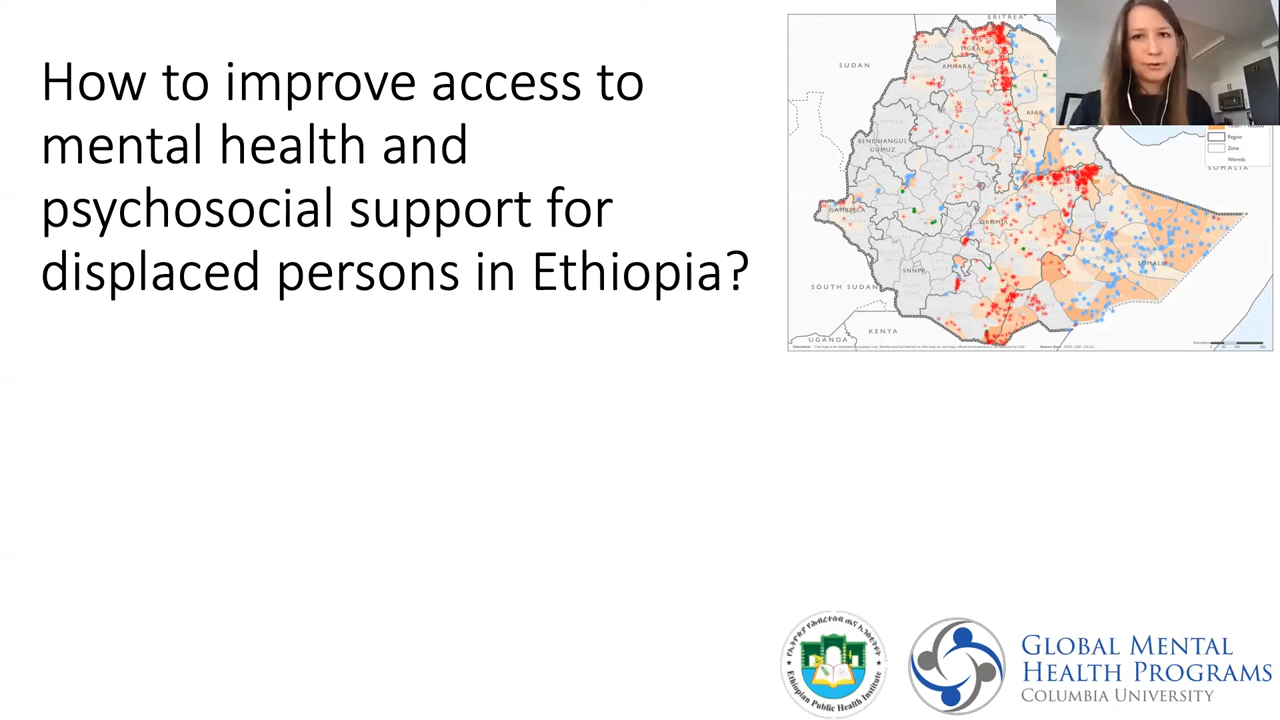 How to improve access to
mental health and
psychosocial support for
displaced persons in Ethiopia?
ERITREA
SUDAN
TIGRAY
AMHARA
AFAR
BENISHANGUL
GUMUZ
Region
Zone
Woreda
SOMALIA
GAMBELA
OROMIA
SOMALI
SNNPR
SOUTH SUDAN
KENYA
UGANDA
Ethiopian Public Health Institute
GLOBAL MENTAL
HEALTH PROGRAMS
COLUMBIA UNIVERSITY